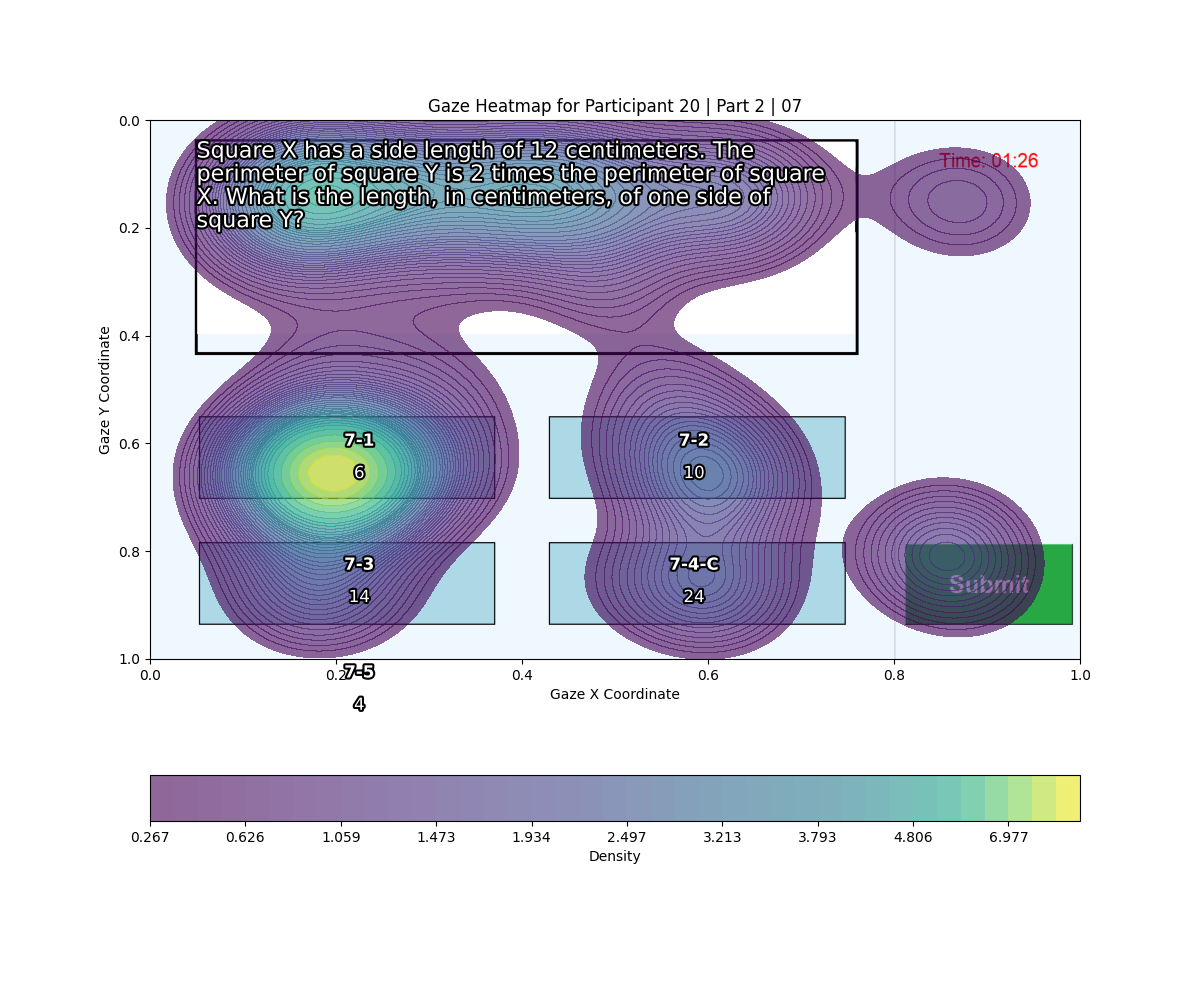 Gaze Heatmap for Participant 20 | Part 2 | 07
0.0
0.2
0.4
0.6
0.8
1.0
Gaze Y Coordinate
Square X has a side length of 12 centimeters. The
perimeter of square Y is 2 times the perimeter of square
X. What is the length, in centimeters, of one side of
square Y?
Time: 01:26
7-1
6
7-2
10
7-3
14
7-4-C
24
Submit
7-5
4
0.0
0.2
0.4
0.6
0.8
1.0
Gaze X Coordinate
0.267
0.626
1.059
1.473
1.934
2.497
3.213
3.793
4.806
6.977
Density